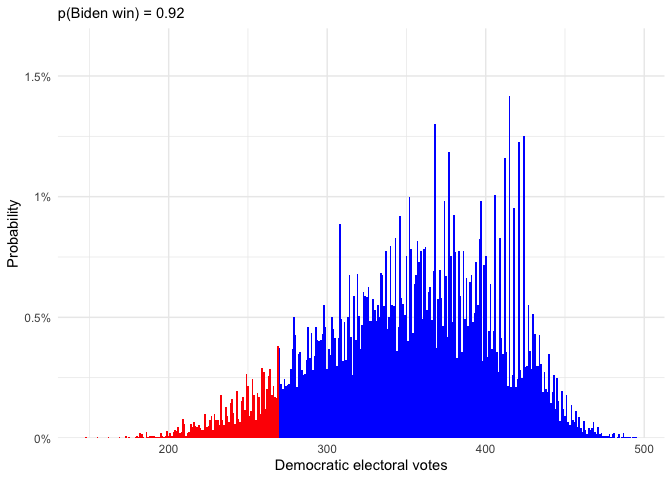 p(Biden win) = 0.92
1.5%
1%
0.5%
0%
Probability
200
300
400
500
Democratic electoral votes